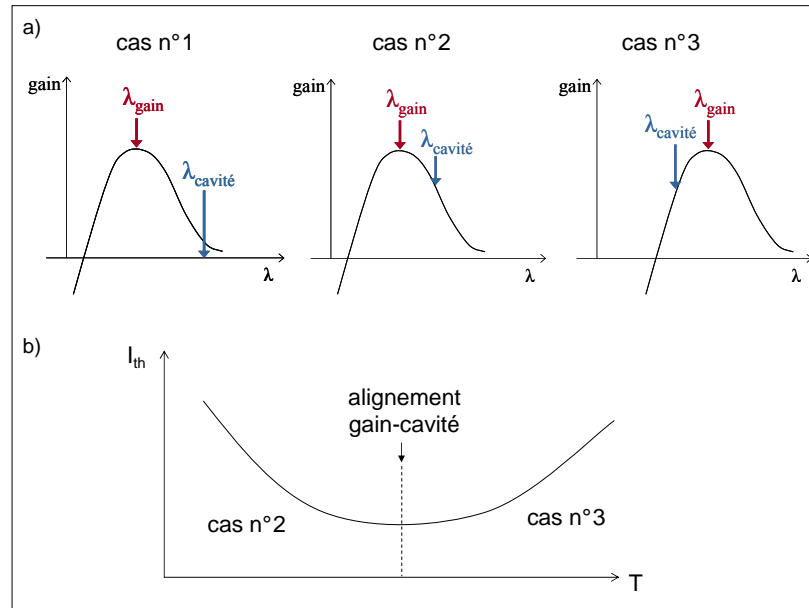 a)
cas n°1
cas n°2
cas n°3
gain
λgain
λcavité
λ
gain
λgain
λcavité
λ
gain
λgain
λcavité
λ
b)
Ith
alignement
gain-cavité
cas n°2
cas n°3
T